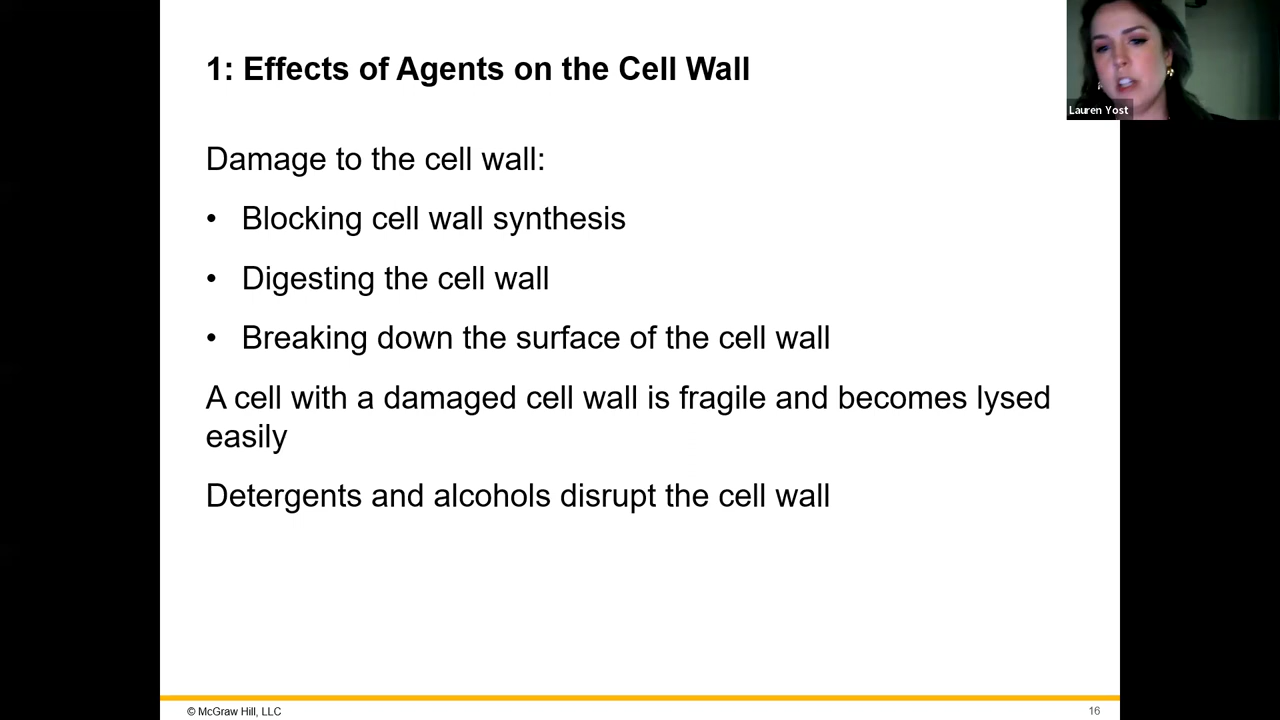 1: Effects of Agents on the Cell Wall
Lauren Yost
Damage to the cell wall:
• Blocking cell wall synthesis
• Digesting the cell wall
• Breaking down the surface of the cell wall
A cell with a damaged cell wall is fragile and becomes lysed
easily
Detergents and alcohols disrupt the cell wall
© McGraw Hill, LLC
16